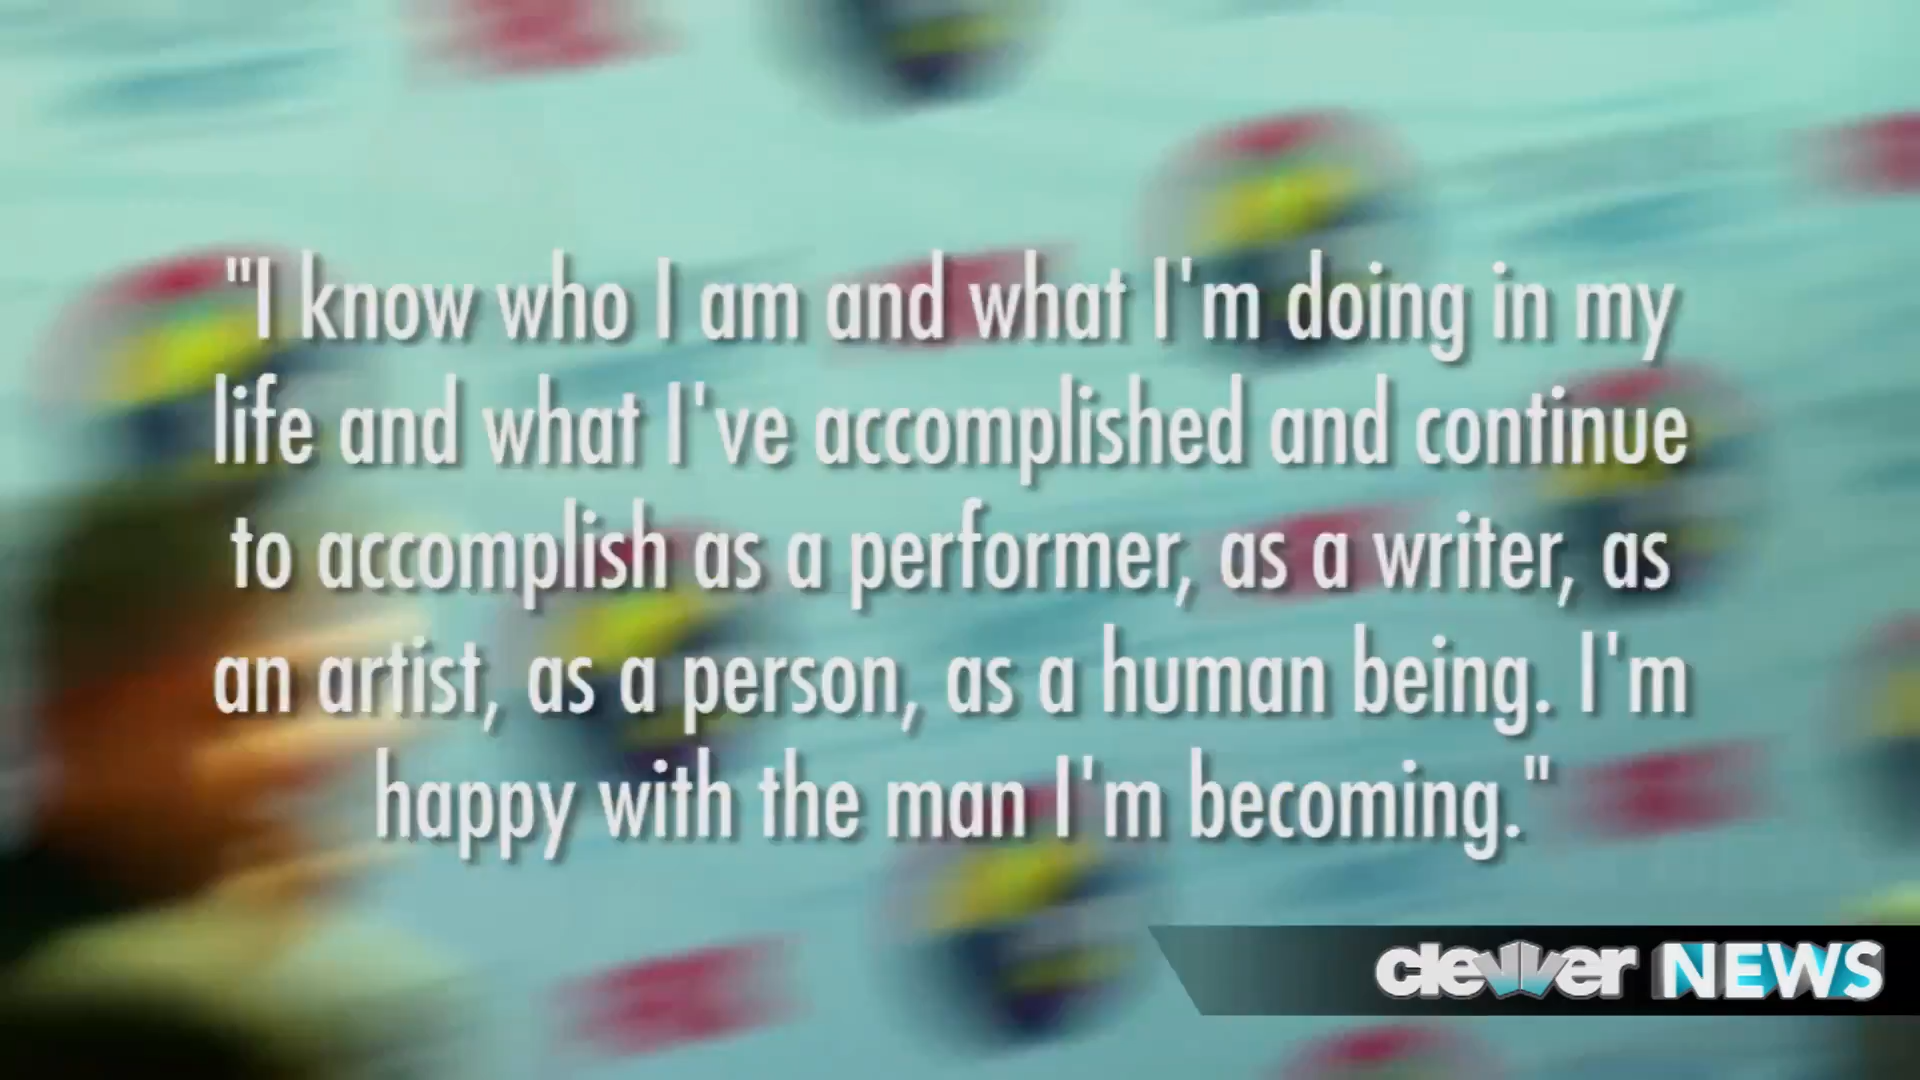 "I know who I am and what I'm doing in my
life and what I've accomplished and continue
to accomplish as a performer, as a writer, as
an artist, as a person, as a human being. I'm
happy with the man I'm becoming."
clevver NEWS